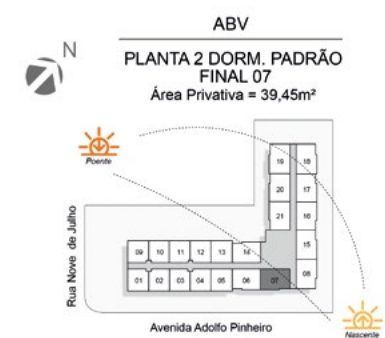 ABV
N
PLANTA 2 DORM. PADRÃO
FINAL 07
Área Privativa = 39,45m²
Poente
19 18
20 17
21 16
15
09 10 11 12 13 14
01 02 03 04 05 06 07 08
Rua Nove de Julho
Avenida Adolfo Pinheiro
Nascente